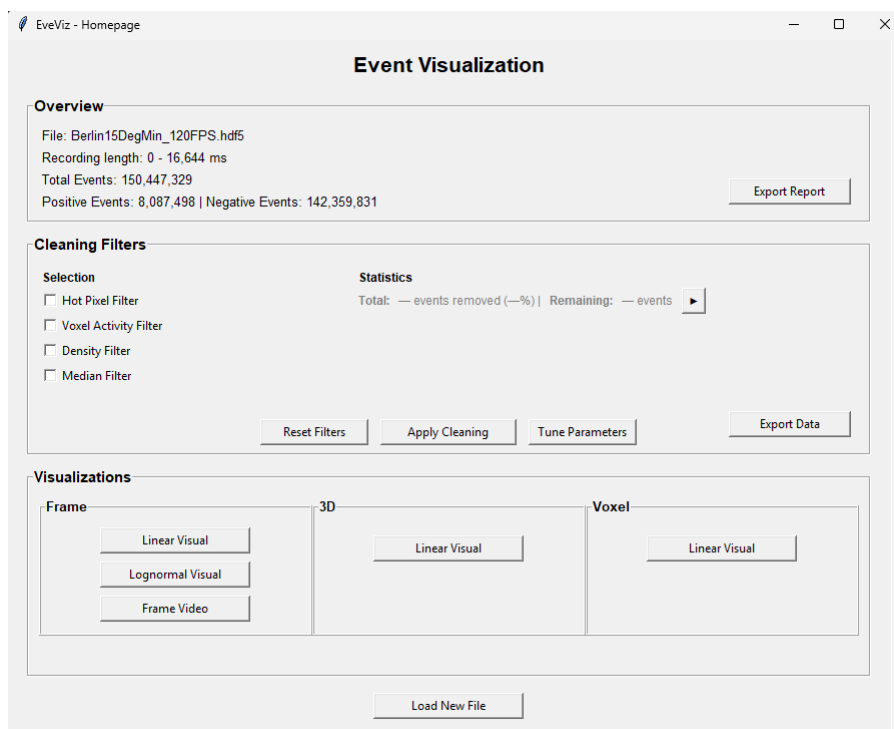 EveViz - Homepage
Event Visualization
Overview
File: Berlin15DegMin_120FPS.hdf5
Recording length: 0 - 16,644 ms
Total Events: 150,447,329
Positive Events: 8,087,498 | Negative Events: 142,359,831
Export Report
Cleaning Filters
Selection
Hot Pixel Filter
Voxel Activity Filter
Density Filter
Median Filter
Statistics
Total: — events removed (—%) | Remaining: — events
Reset Filters
Apply Cleaning
Tune Parameters
Export Data
Visualizations
Frame
Linear Visual
Lognormal Visual
Frame Video
3D
Linear Visual
Voxel
Linear Visual
Load New File